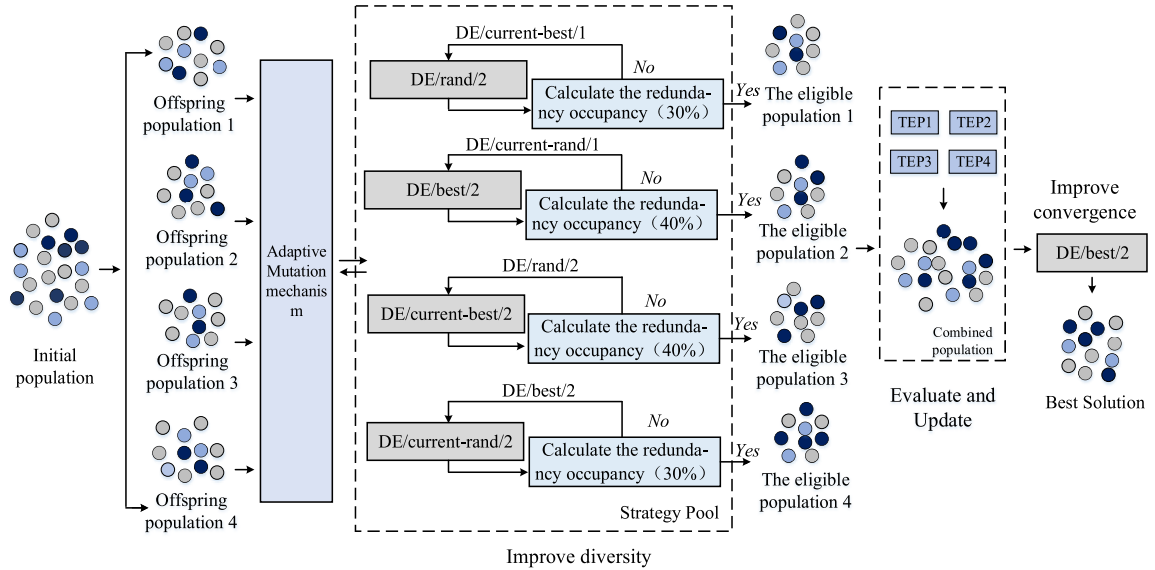 Initial
population
Offspring
population 1
Offspring
population 2
Offspring
population 3
Offspring
population 4
Adaptive
Mutation
mechanis
m
DE/current-best/1
No
DE/rand/2
Calculate the redunda-
ncy occupancy（30%）
Yes
DE/current-rand/1
No
DE/best/2
Calculate the redunda-
ncy occupancy（40%）
Yes
DE/rand/2
No
DE/current-best/2
Calculate the redunda-
ncy occupancy（40%）
Yes
DE/best/2
No
DE/current-rand/2
Calculate the redunda-
ncy occupancy（30%）
Yes
Strategy Pool
Improve diversity
The eligible
population 1
The eligible
population 2
The eligible
population 3
The eligible
population 4
TEP1
TEP2
TEP3
TEP4
Combined
population
Evaluate and
Update
Improve
convergence
DE/best/2
Best Solution